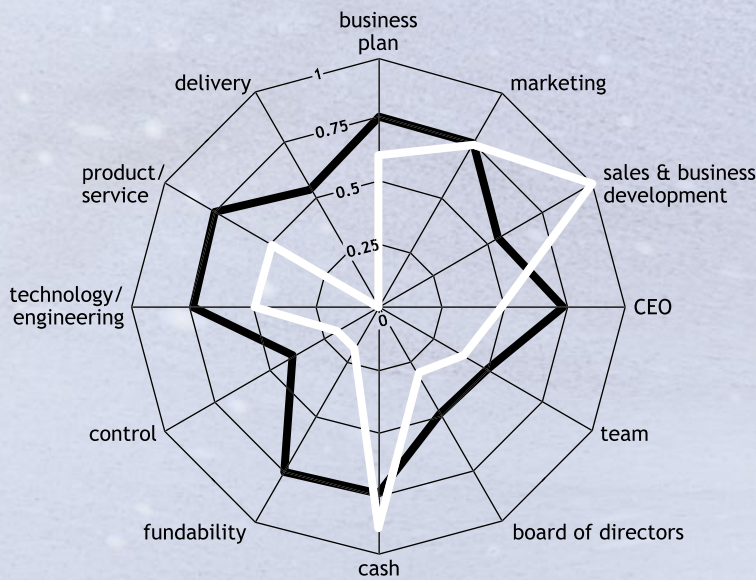 business
plan
marketing
sales & business
development
CEO
team
board of directors
cash
fundability
control
technology/
engineering
product/
service
delivery
1
0.75
0.5
0.25
0